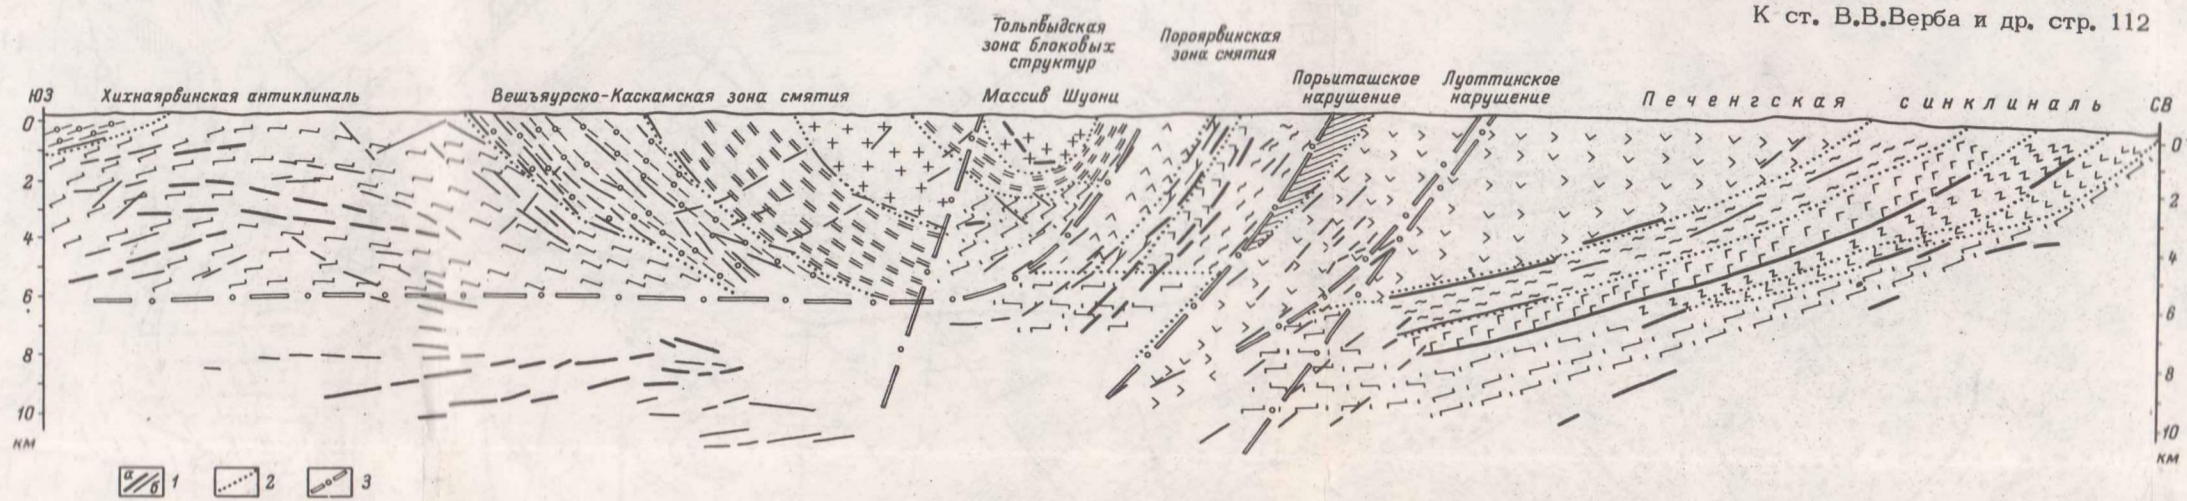 К ст. В.В.Верба и др. стр. 112
Тольпвыдская
зона блоковых
структур
Пороярвинская
зона смятия
Порьиташское
нарушение
Луоттинское
нарушение
ЮЗ
Хихнаярвинская антиклиналь
Вешъяурско-Каскамская зона смятия
Массив Шуони
Печенгская синклиналь
СВ
0
2
4
6
8
10
км
0
2
4
6
8
10
км
а б 1
2
3